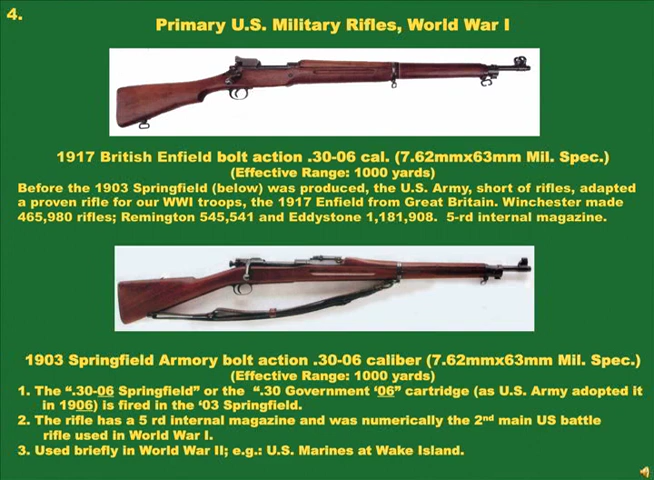 4.
Primary U.S. Military Rifles, World War I
1917 British Enfield bolt action .30-06 cal. (7.62mmx63mm Mil. Spec.)
(Effective Range: 1000 yards)
Before the 1903 Springfield (below) was produced, the U.S. Army, short of rifles, adapted
a proven rifle for our WWI troops, the 1917 Enfield from Great Britain. Winchester made
465,980 rifles; Remington 545,541 and Eddystone 1,181,908.  5-rd internal magazine.
1903 Springfield Armory bolt action .30-06 caliber (7.62mmx63mm Mil. Spec.)
(Effective Range: 1000 yards)
1. The “.30-06 Springfield” or the “.30 Government ‘06” cartridge (as U.S. Army adopted it
in 1906) is fired in the ‘03 Springfield.
2. The rifle has a 5 rd internal magazine and was numerically the 2nd main US battle
rifle used in World War I.
3. Used briefly in World War II; e.g.: U.S. Marines at Wake Island.